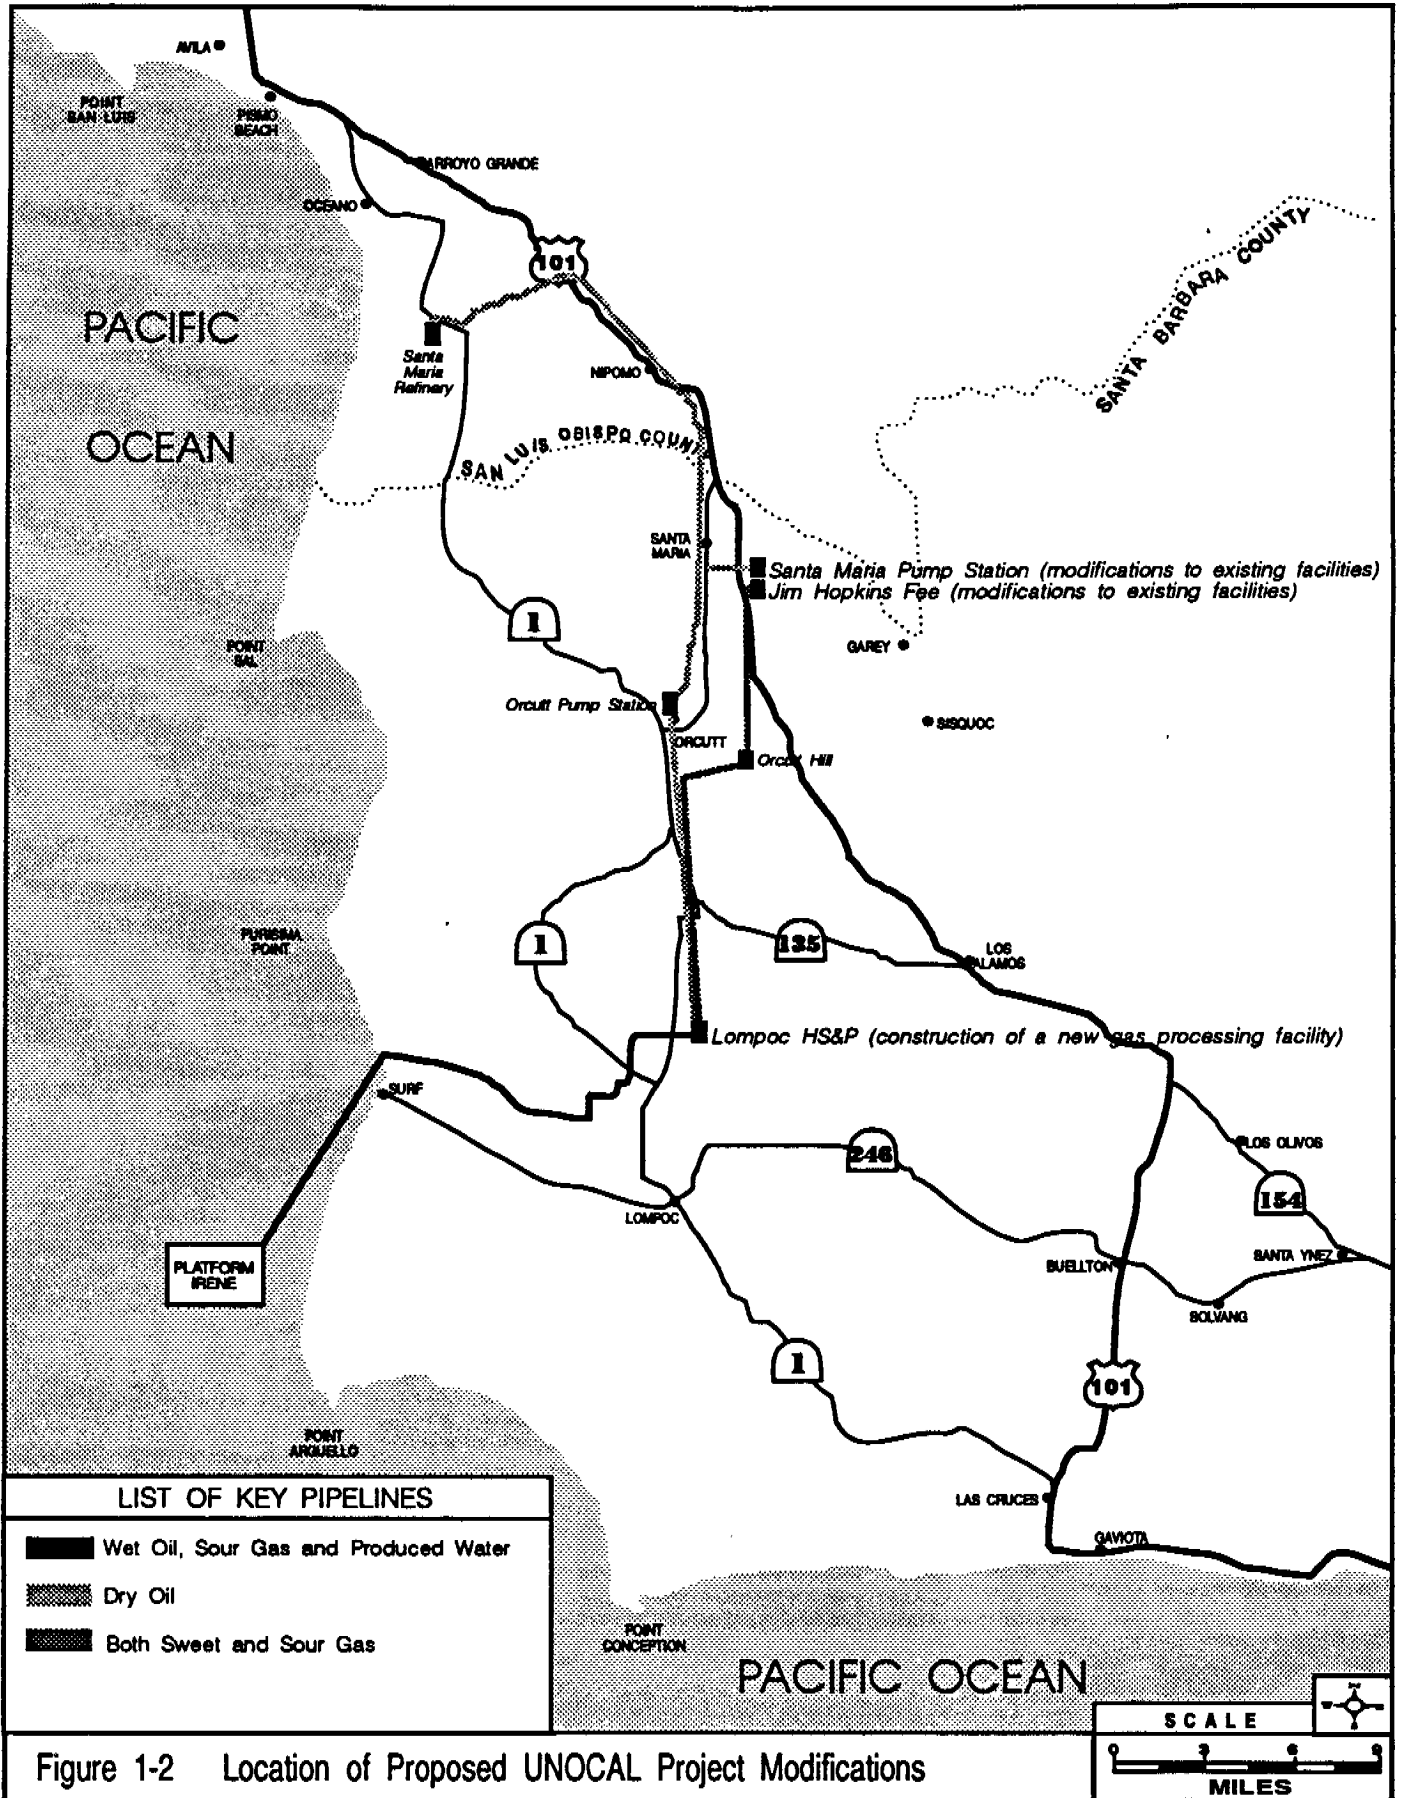 AVILA
POINT
SAN LUIS
PISMO
BEACH
ARROYO GRANDE
OCEANO
101
SANTA BARBARA COUNTY
PACIFIC
OCEAN
Santa
Maria
Refinery
NIPOMO
SAN LUIS OBISPO COUNT
SANTA
MARIA
Santa Maria Pump Station (modifications to existing facilities)
Jim Hopkins Fee (modifications to existing facilities)
1
POINT
SAL
GAREY
Orcutt Pump Station
SISQUOC
ORCUTT
Orcutt Hill
PURISIMA
POINT
1
135
LOS
ALAMOS
Lompoc HS&P (construction of a new gas processing facility)
SURF
246
LOS OLIVOS
154
LOMPOC
PLATFORM
IRENE
BUELLTON
SANTA YNEZ
SOLVANG
1
101
POINT
ARGUELLO
LAS CRUCES
GAVIOTA
LIST OF KEY PIPELINES
Wet Oil, Sour Gas and Produced Water
Dry Oil
Both Sweet and Sour Gas
POINT
CONCEPTION
PACIFIC OCEAN
SCALE
0 3 6 9
MILES
Figure 1-2 Location of Proposed UNOCAL Project Modifications